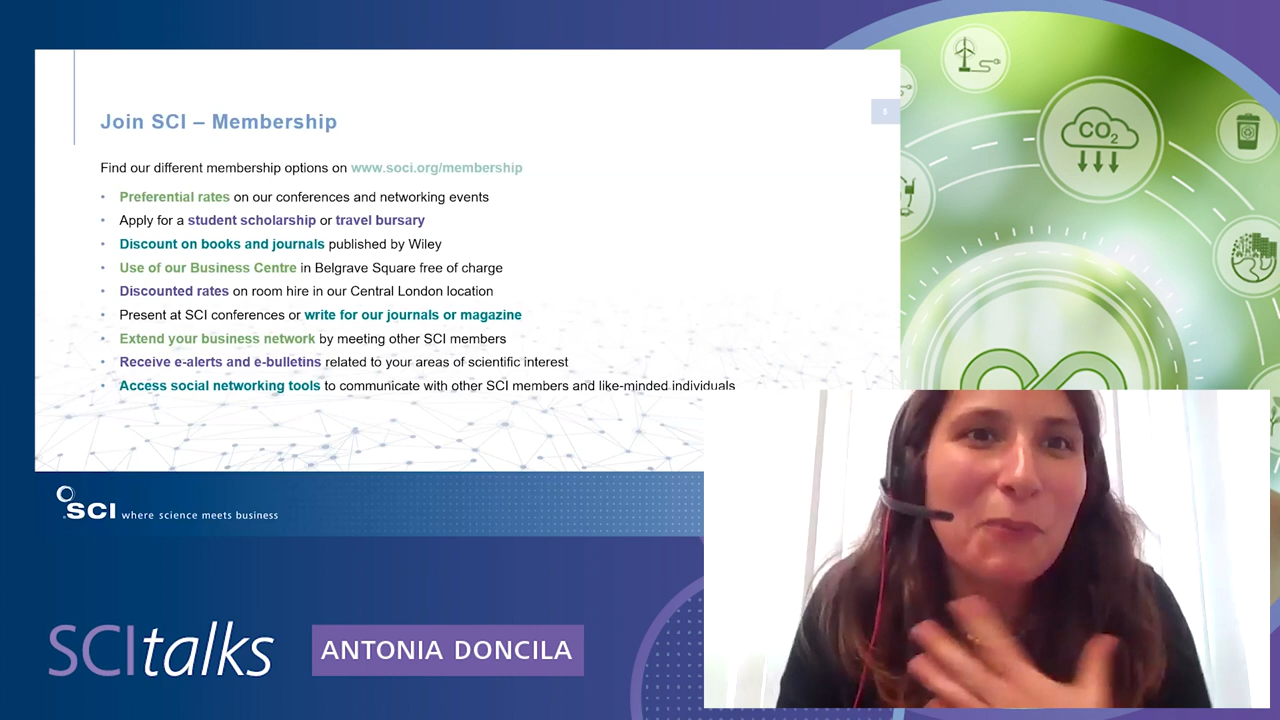 Join SCI – Membership
Find our different membership options on www.soci.org/membership
• Preferential rates on our conferences and networking events
• Apply for a student scholarship or travel bursary
• Discount on books and journals published by Wiley
• Use of our Business Centre in Belgrave Square free of charge
• Discounted rates on room hire in our Central London location
• Present at SCI conferences or write for our journals or magazine
• Extend your business network by meeting other SCI members
• Receive e-alerts and e-bulletins related to your areas of scientific interest
• Access social networking tools to communicate with other SCI members and like-minded individuals
SCI where science meets business
SCItalks
ANTONIA DONCILA
CO2